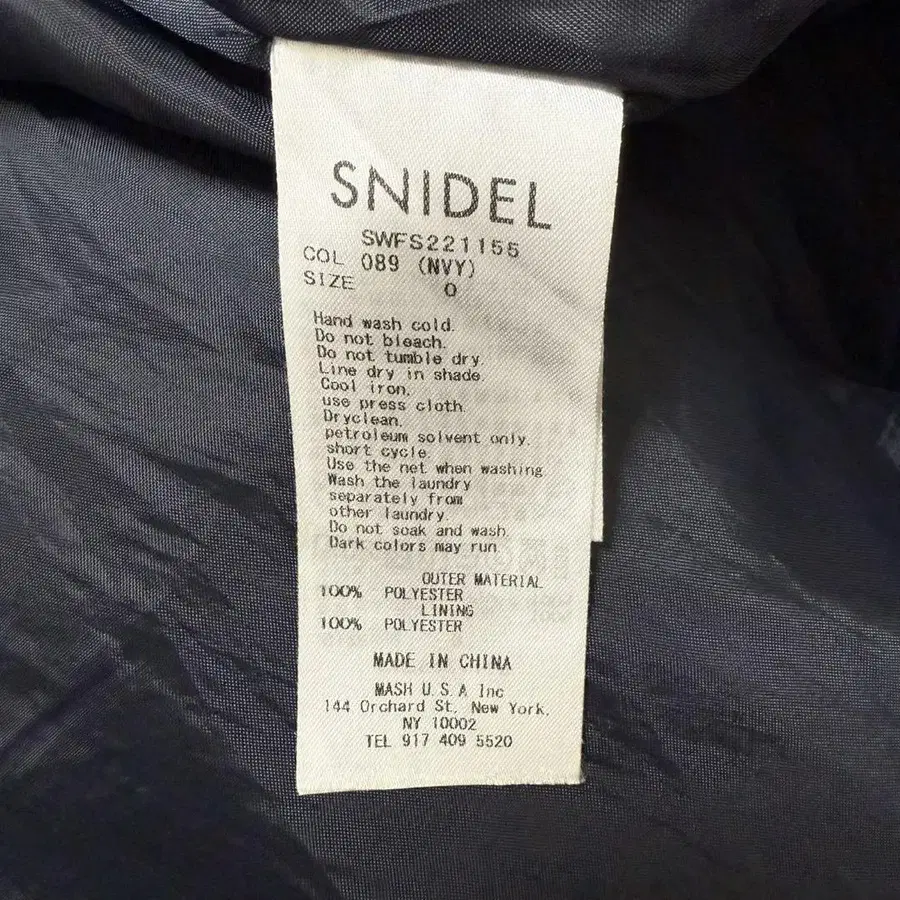 SNIDEL
SWFS221155
COL 089 (NVY)
SIZE 0
Hand wash cold.
Do not bleach.
Do not tumble dry.
Line dry in shade.
Cool iron.
use press cloth.
Dryclean.
petroleum solvent only.
short cycle.
Use the net when washing
Wash the laundry
separately from
other laundry.
Do not soak and wash.
Dark colors may run.
OUTER MATERIAL
100% POLYESTER
LINING
100% POLYESTER
MADE IN CHINA
MASH U.S.A Inc
144 Orchard St. New York.
NY 10002
TEL 917 409 5520